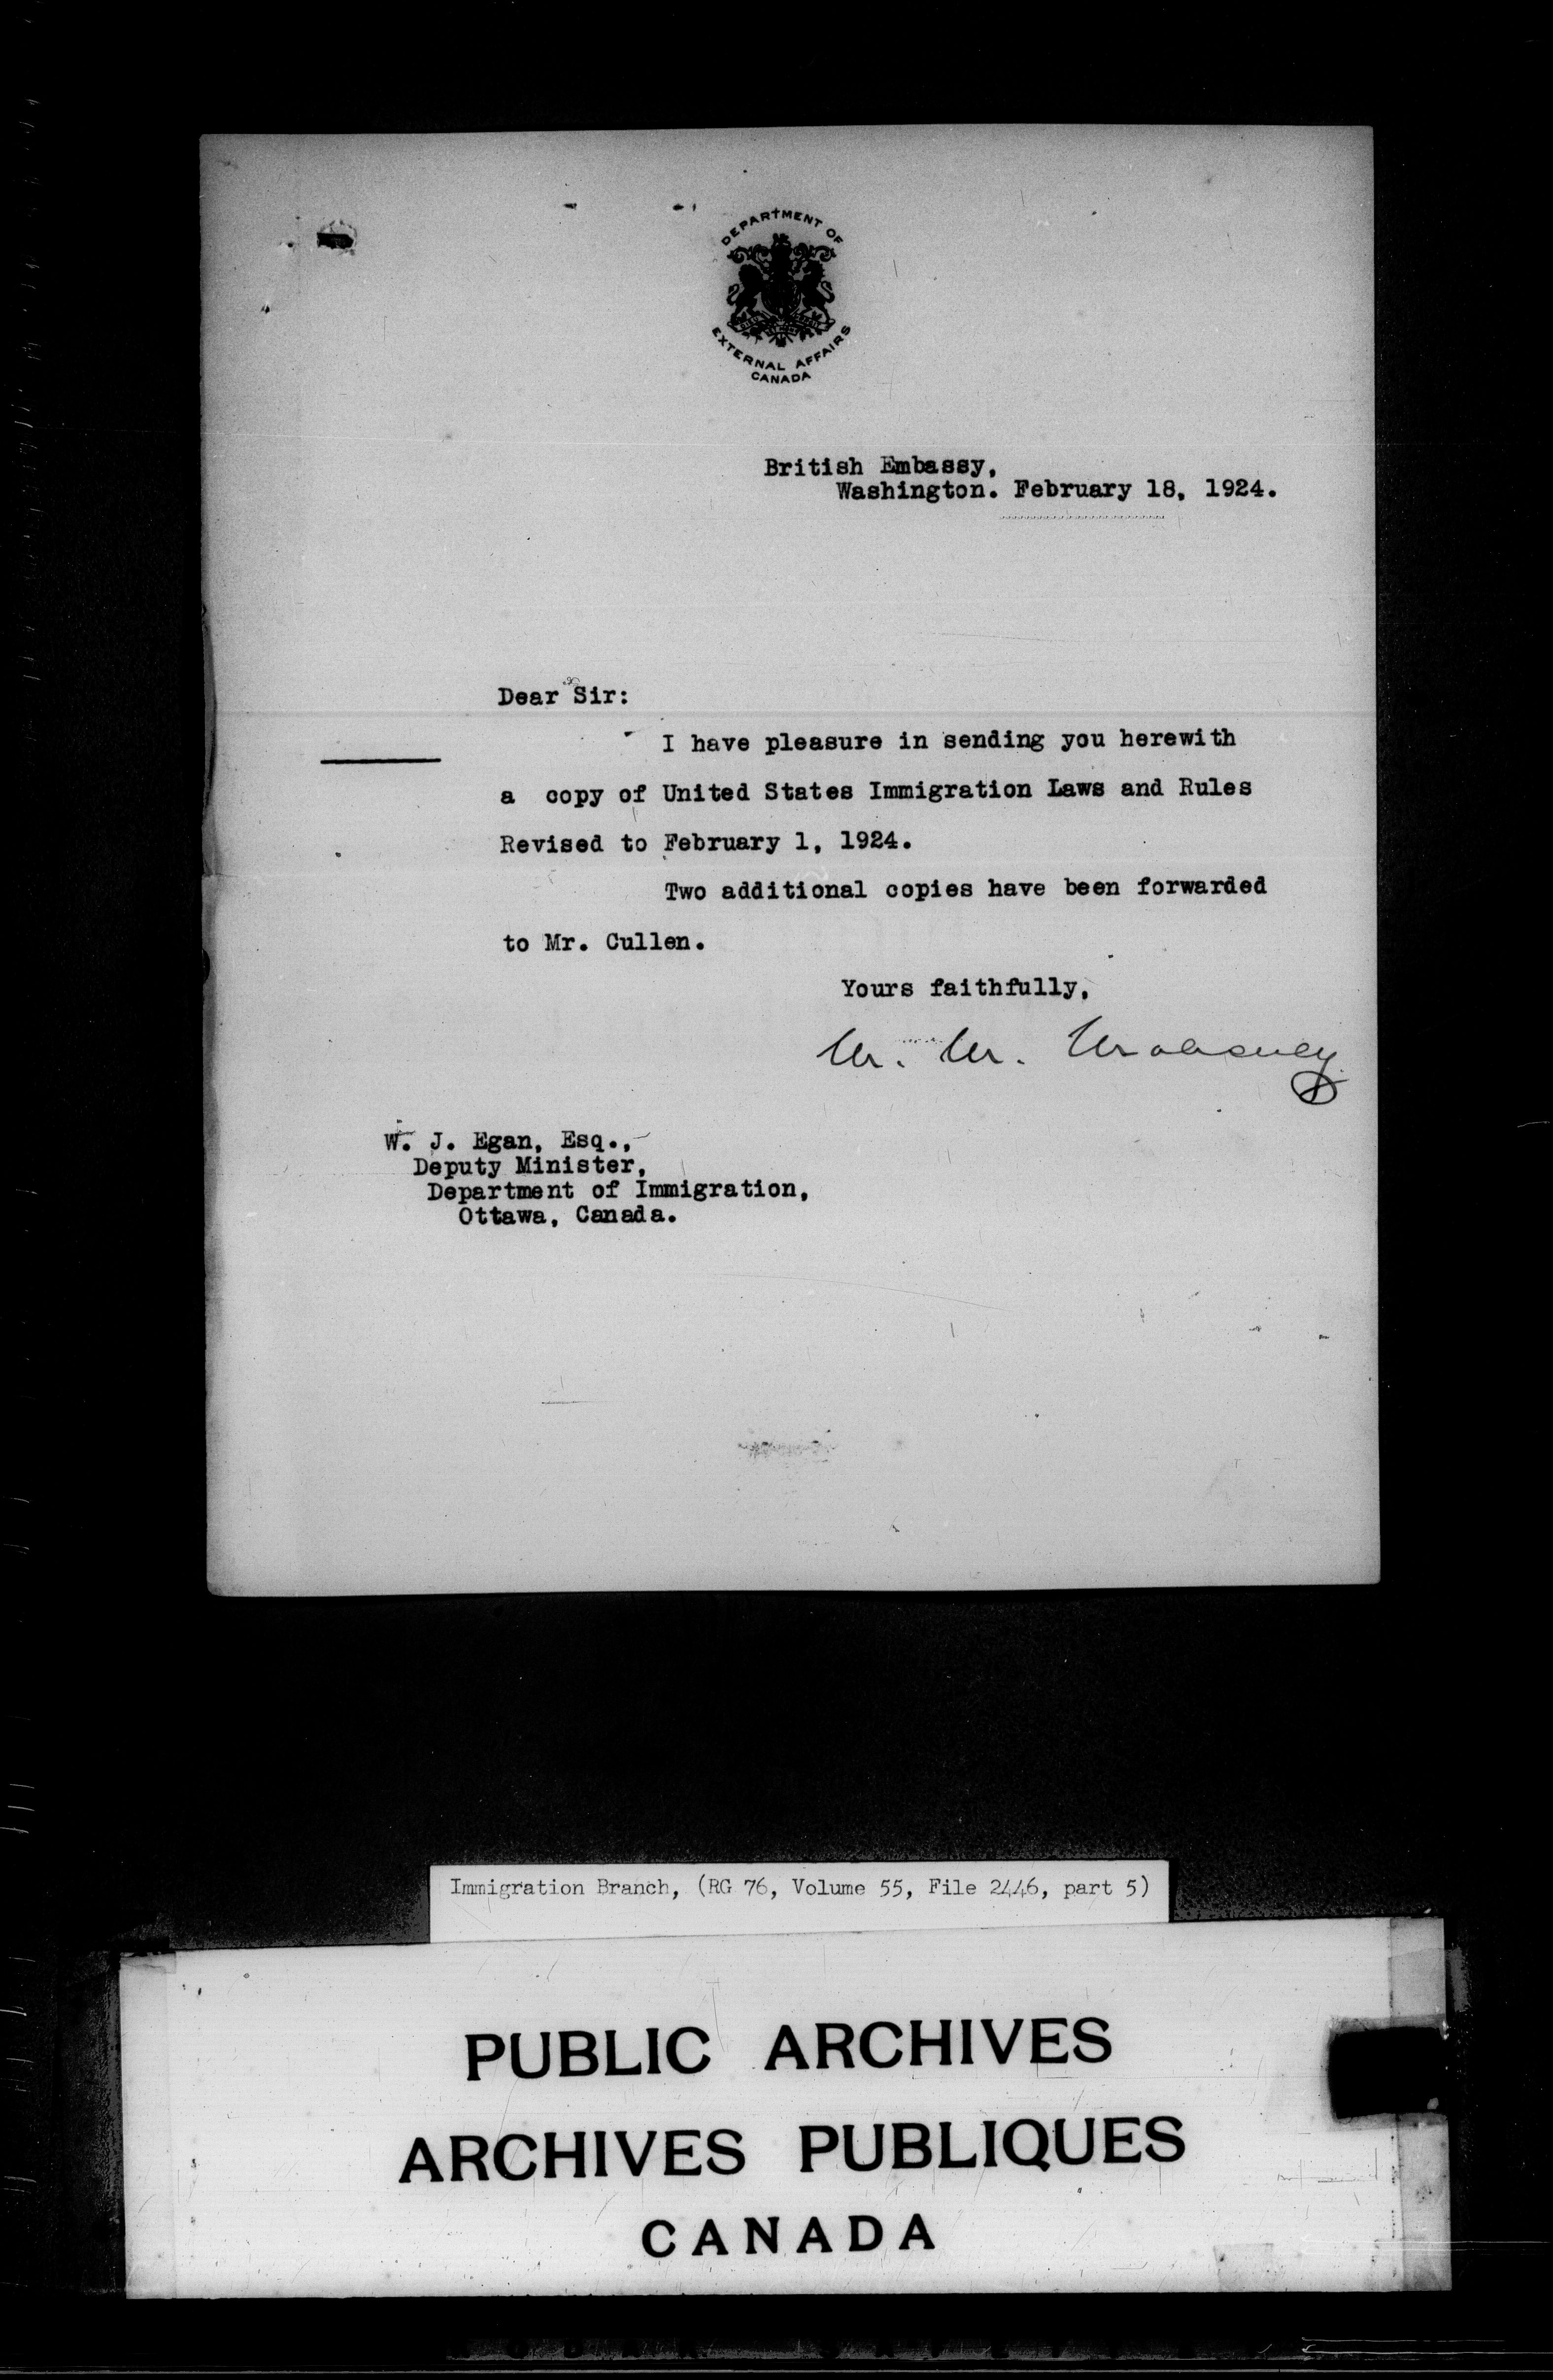 DEPARTMENT OF
EXTERNAL AFFAIRS
CANADA
British Embassy,
Washington. February 18, 1924.
Dear Sir:
I have pleasure in sending you herewith
a copy of United States Immigration Laws and Rules
Revised to February 1, 1924.
Two additional copies have been forwarded
to Mr. Cullen.
Yours faithfully,
M. M. Mahoney
W. J. Egan, Esq.,
Deputy Minister,
Department of Immigration,
Ottawa, Canada.
Immigration Branch, (RG 76, Volume 55, File 2446, part 5)
PUBLIC ARCHIVES
ARCHIVES PUBLIQUES
CANADA